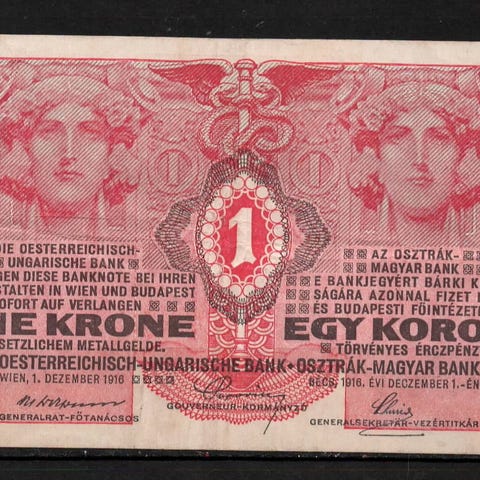 1
DIE OESTERREICHISCH-
UNGARISCHE BANK
GEN DIESE BANKNOTE BEI IHREN
STALTEN IN WIEN UND BUDAPEST
OFORT AUF VERLANGEN
NE KRONE
SETZLICHEM METALLGELDE.
AZ OSZTRÁK-
MAGYAR BANK
E BANKJEGYÉRT BÁRKI K
SÁGÁRA AZONNAL FIZET
ÉS BUDAPESTI FŐINTÉZETEI
EGY KORO
TÖRVÉNYES ÉRCZPÉNZ
OESTERREICHISCH-UNGARISCHE BANK • OSZTRÁK-MAGYAR BANK
WIEN, 1. DEZEMBER 1916
BÉCS, 1916. ÉVI DECZEMBER 1.-ÉN
GENERALRAT-FŐTANÁCSOS
GOUVERNEUR-KORMÁNYZÓ
GENERALSEKRETÄR-VEZÉRTITKÁR